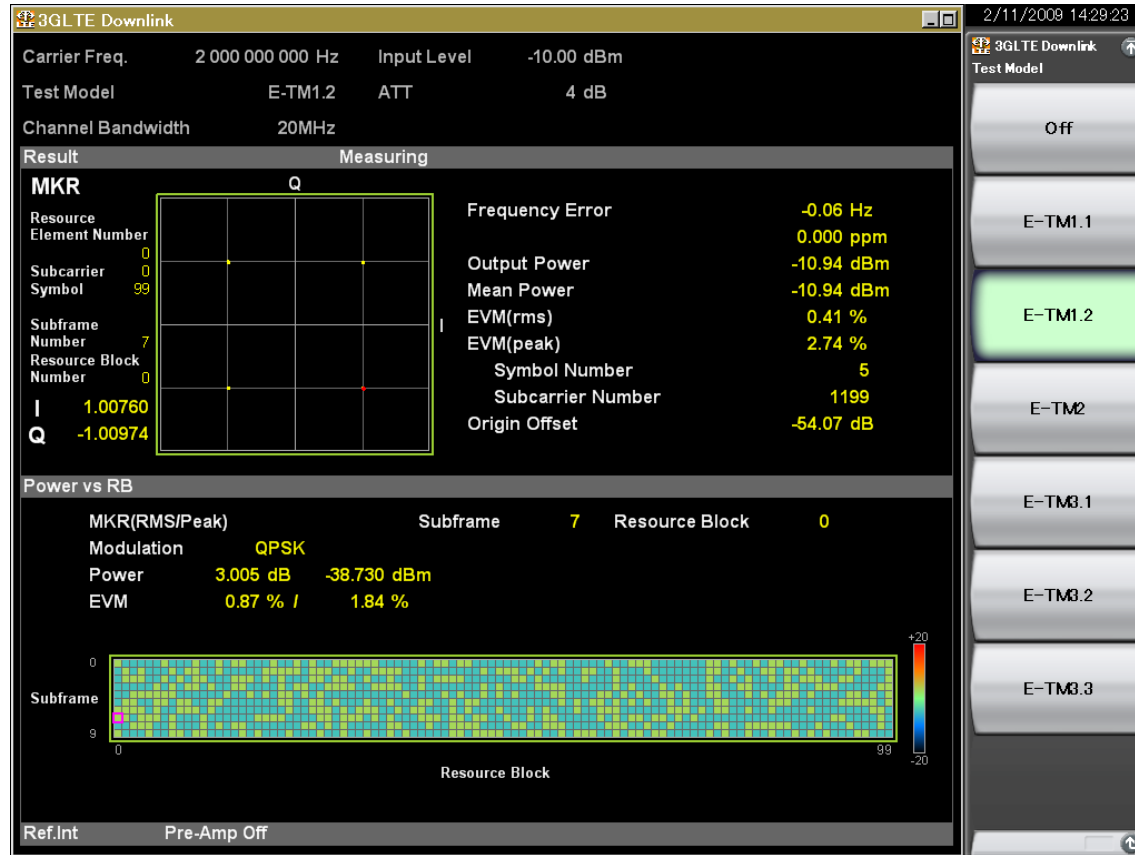 3GLTE Downlink
2/11/2009 14:29:23
Carrier Freq. 2 000 000 000 Hz Input Level -10.00 dBm
Test Model E-TM1.2 ATT 4 dB
Channel Bandwidth 20MHz
Result Measuring
MKR
Resource
Element Number
0
Subcarrier 0
Symbol 99
Subframe
Number 7
Resource Block
Number 0
I 1.00760
Q -1.00974
Q
I
Frequency Error -0.06 Hz
0.000 ppm
Output Power -10.94 dBm
Mean Power -10.94 dBm
EVM(rms) 0.41 %
EVM(peak) 2.74 %
Symbol Number 5
Subcarrier Number 1199
Origin Offset -54.07 dB
Power vs RB
MKR(RMS/Peak) Subframe 7 Resource Block 0
Modulation QPSK
Power 3.005 dB -38.730 dBm
EVM 0.87 % / 1.84 %
+20
0
Subframe
9
0 99
-20
Resource Block
Ref.Int Pre-Amp Off
3GLTE Downlink
Test Model
Off
E-TM1.1
E-TM1.2
E-TM2
E-TM3.1
E-TM3.2
E-TM3.3